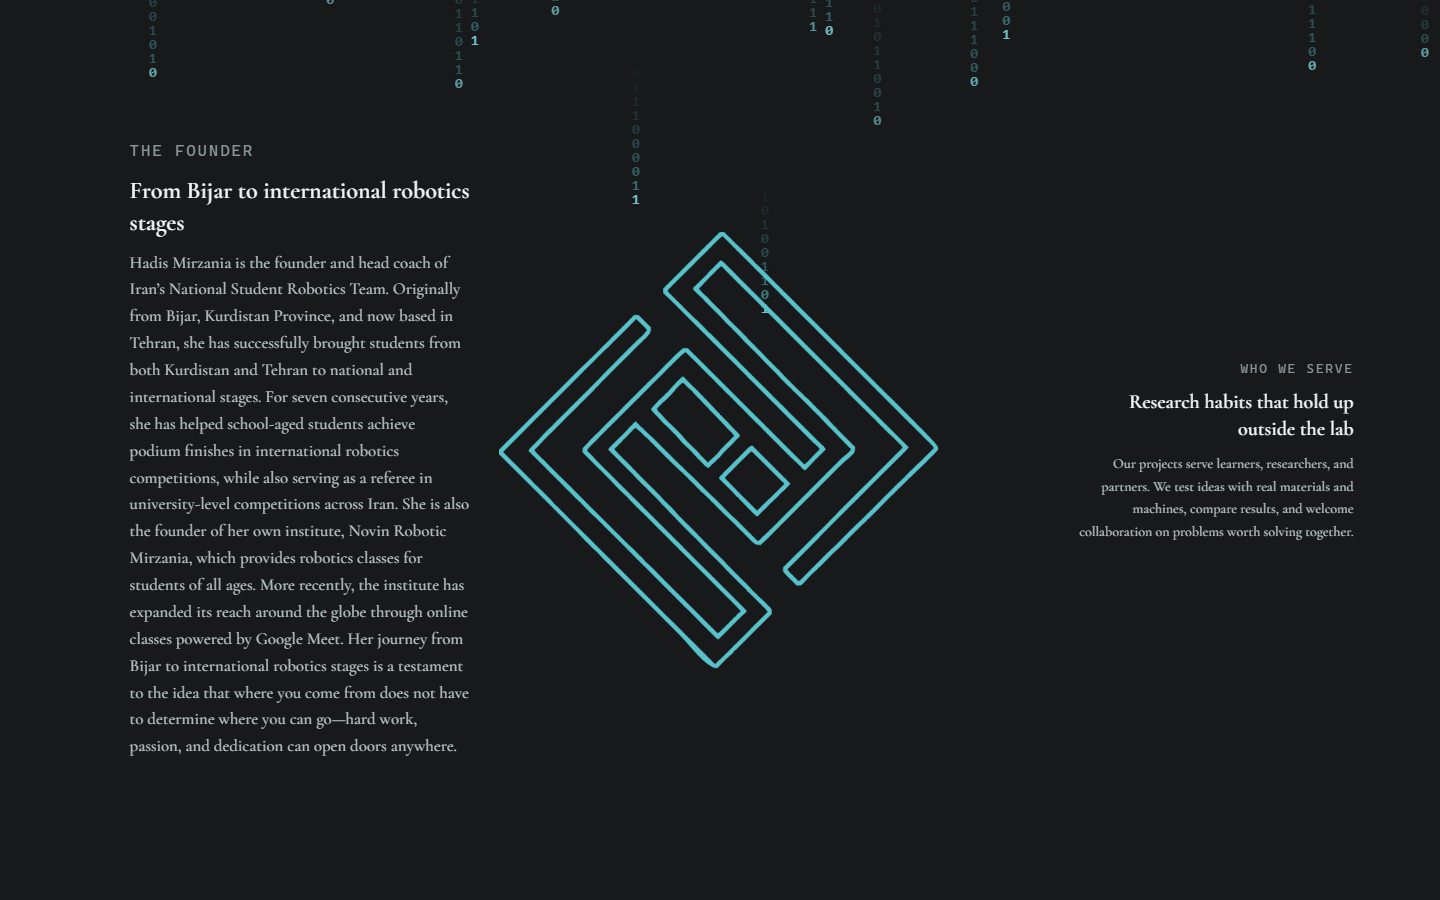 THE FOUNDER
From Bijar to international robotics
stages
Hadis Mirzania is the founder and head coach of
Iran’s National Student Robotics Team. Originally
from Bijar, Kurdistan Province, and now based in
Tehran, she has successfully brought students from
both Kurdistan and Tehran to national and
international stages. For seven consecutive years,
she has helped school-aged students achieve
podium finishes in international robotics
competitions, while also serving as a referee in
university-level competitions across Iran. She is also
the founder of her own institute, Novin Robotic
Mirzania, which provides robotics classes for
students of all ages. More recently, the institute has
expanded its reach around the globe through online
classes powered by Google Meet. Her journey from
Bijar to international robotics stages is a testament
to the idea that where you come from does not have
to determine where you can go—hard work,
passion, and dedication can open doors anywhere.
WHO WE SERVE
Research habits that hold up
outside the lab
Our projects serve learners, researchers, and
partners. We test ideas with real materials and
machines, compare results, and welcome
collaboration on problems worth solving together.